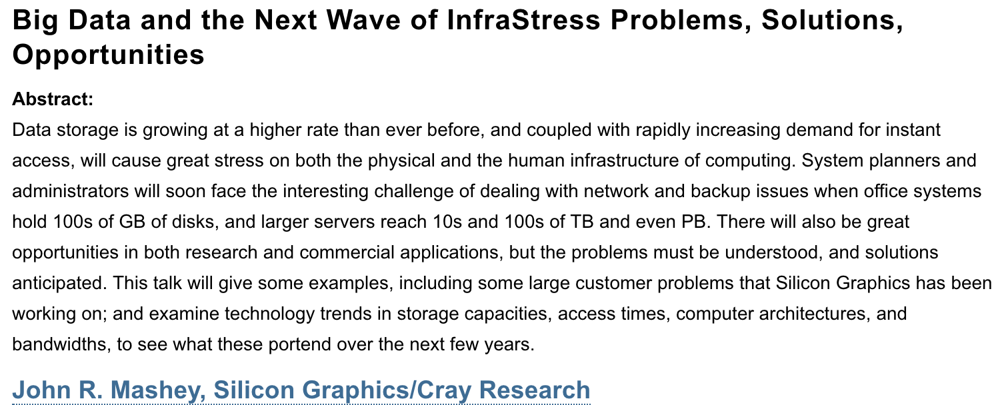 Big Data and the Next Wave of InfraStress Problems, Solutions,
Opportunities
Abstract:
Data storage is growing at a higher rate than ever before, and coupled with rapidly increasing demand for instant
access, will cause great stress on both the physical and the human infrastructure of computing. System planners and
administrators will soon face the interesting challenge of dealing with network and backup issues when office systems
hold 100s of GB of disks, and larger servers reach 10s and 100s of TB and even PB. There will also be great
opportunities in both research and commercial applications, but the problems must be understood, and solutions
anticipated. This talk will give some examples, including some large customer problems that Silicon Graphics has been
working on; and examine technology trends in storage capacities, access times, computer architectures, and
bandwidths, to see what these portend over the next few years.
John R. Mashey, Silicon Graphics/Cray Research